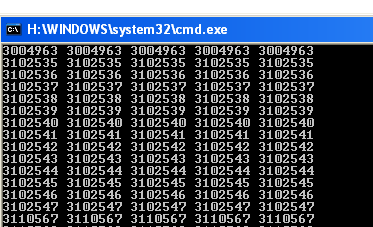 H:\WINDOWS\system32\cmd.exe
3004963 3004963 3004963 3004963 3004963
3102535 3102535 3102535 3102535 3102535
3102536 3102536 3102536 3102536 3102536
3102537 3102537 3102537 3102537 3102537
3102538 3102538 3102538 3102538 3102538
3102539 3102539 3102539 3102539 3102539
3102540 3102540 3102540 3102540 3102540
3102541 3102541 3102541 3102541 3102541
3102542 3102542 3102542 3102542 3102542
3102543 3102543 3102543 3102543 3102543
3102544 3102544 3102544 3102544 3102544
3102545 3102545 3102545 3102545 3102545
3102546 3102546 3102546 3102546 3102546
3102547 3102547 3102547 3102547 3102547
3110567 3110567 3110567 3110567 3110567